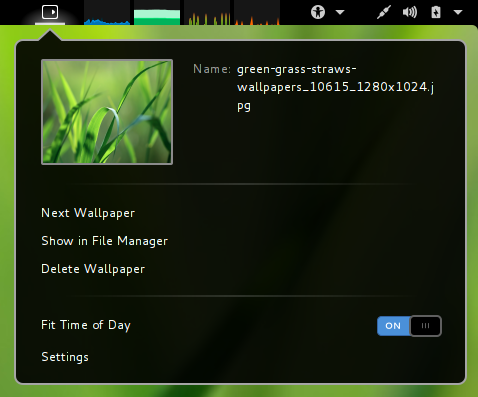 Name: green-grass-straws-
wallpapers_10615_1280x1024.j
pg
Next Wallpaper
Show in File Manager
Delete Wallpaper
Fit Time of Day ON
Settings